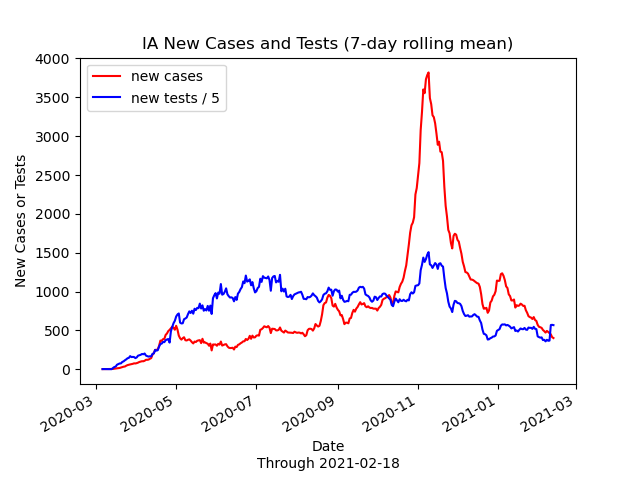 IA New Cases and Tests (7-day rolling mean)
new cases
new tests / 5
New Cases or Tests
4000
3500
3000
2500
2000
1500
1000
500
0
2020-03
2020-05
2020-07
2020-09
2020-11
2021-01
2021-03
Date
Through 2021-02-18